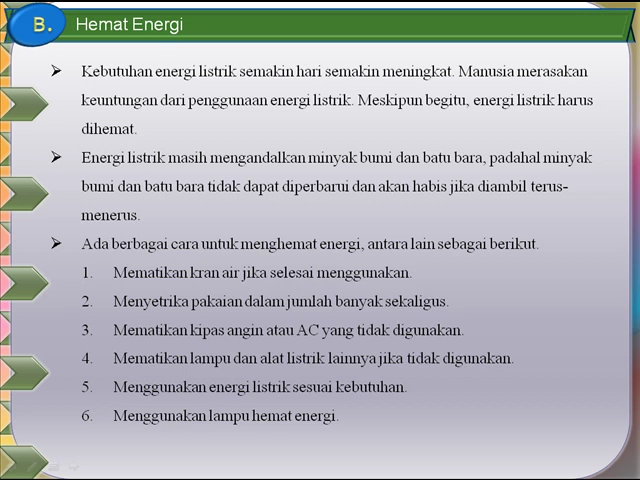 B. Hemat Energi
➢ Kebutuhan energi listrik semakin hari semakin meningkat. Manusia merasakan
keuntungan dari penggunaan energi listrik. Meskipun begitu, energi listrik harus
dihemat.
➢ Energi listrik masih mengandalkan minyak bumi dan batu bara, padahal minyak
bumi dan batu bara tidak dapat diperbarui dan akan habis jika diambil terus-
menerus.
➢ Ada berbagai cara untuk menghemat energi, antara lain sebagai berikut.
1. Mematikan kran air jika selesai menggunakan.
2. Menyetrika pakaian dalam jumlah banyak sekaligus.
3. Mematikan kipas angin atau AC yang tidak digunakan.
4. Mematikan lampu dan alat listrik lainnya jika tidak digunakan.
5. Menggunakan energi listrik sesuai kebutuhan.
6. Menggunakan lampu hemat energi.